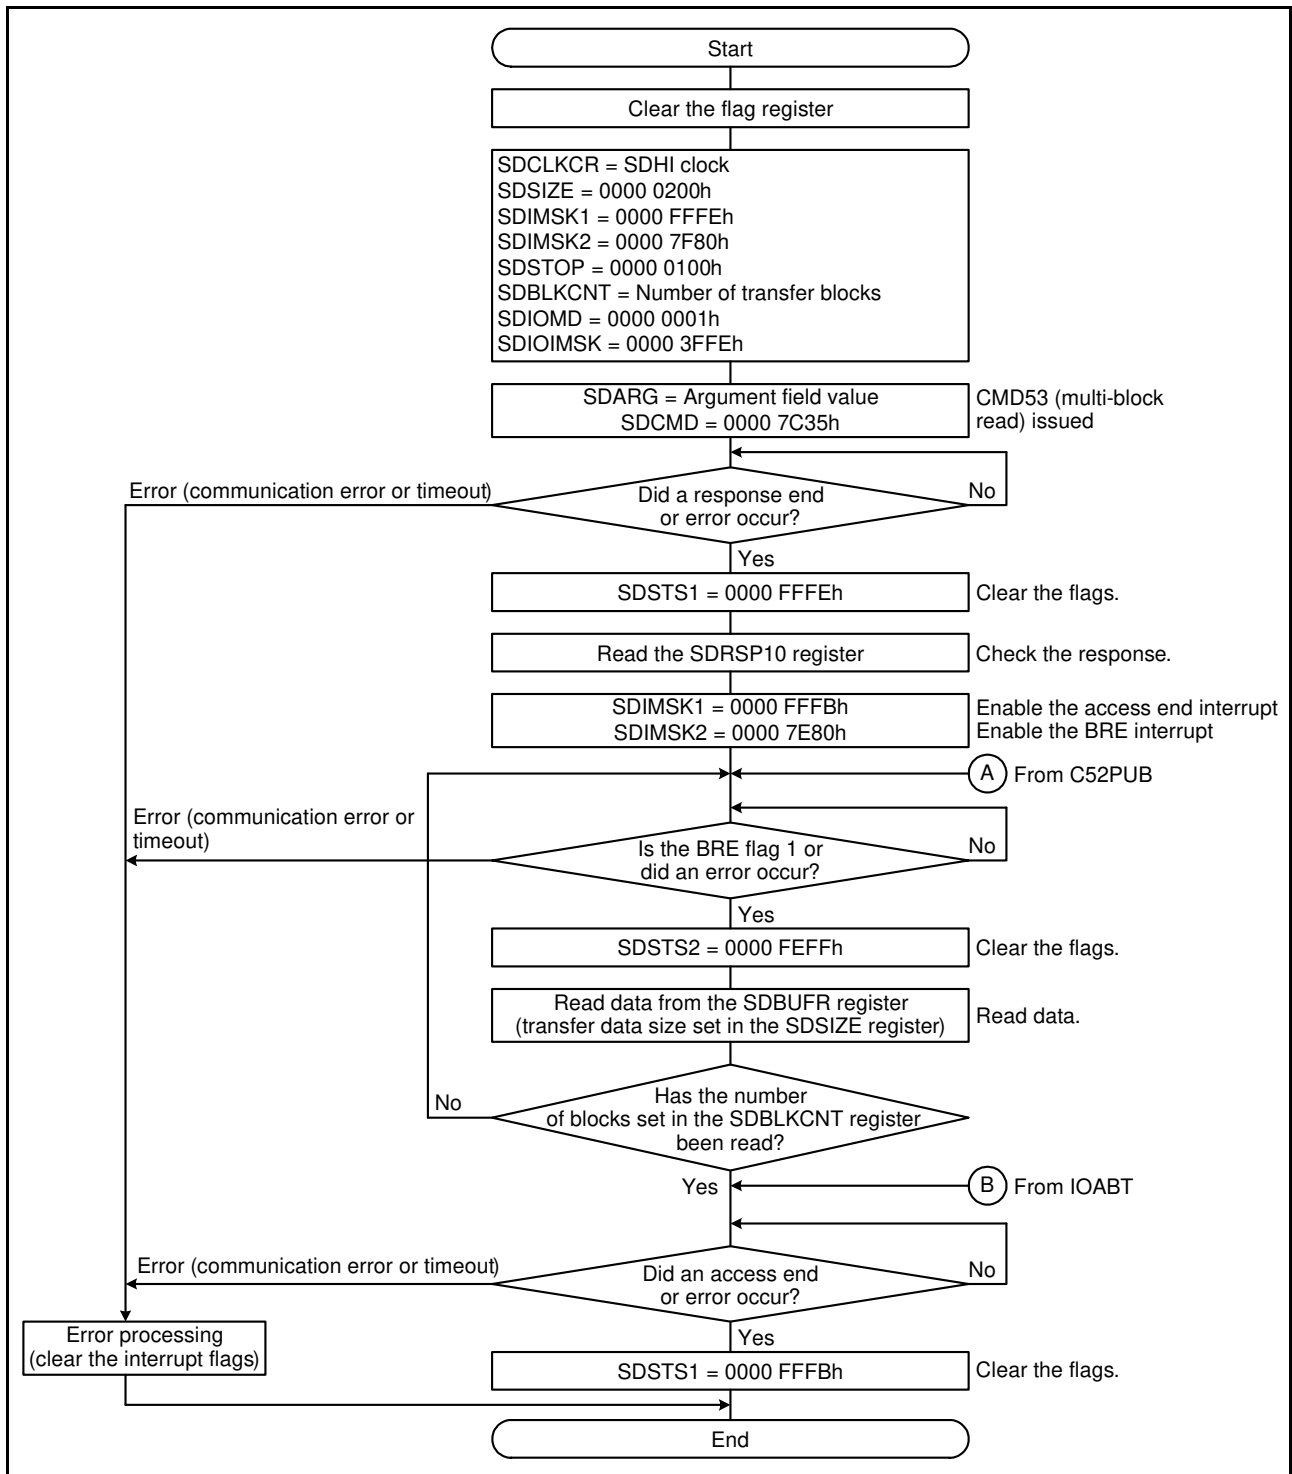 Start
Clear the flag register
SDCLKCR = SDHI clock
SDSIZE = 0000 0200h
SDIMSK1 = 0000 FFFEh
SDIMSK2 = 0000 7F80h
SDSTOP = 0000 0100h
SDBLKCNT = Number of transfer blocks
SDIOMD = 0000 0001h
SDIOIMSK = 0000 3FFEh
SDARG = Argument field value
SDCMD = 0000 7C35h
CMD53 (multi-block
read) issued
Error (communication error or timeout)
Did a response end
or error occur?
No
Yes
SDSTS1 = 0000 FFFEh
Clear the flags.
Read the SDRSP10 register
Check the response.
SDIMSK1 = 0000 FFFBh
SDIMSK2 = 0000 7E80h
Enable the access end interrupt
Enable the BRE interrupt
A
From C52PUB
Error (communication error or
timeout)
Is the BRE flag 1 or
did an error occur?
No
Yes
SDSTS2 = 0000 FEFFh
Clear the flags.
Read data from the SDBUFR register
(transfer data size set in the SDSIZE register)
Read data.
No
Has the number
of blocks set in the SDBLKCNT register
been read?
Yes
B
From IOABT
Error (communication error or timeout)
Did an access end
or error occur?
No
Yes
Error processing
(clear the interrupt flags)
SDSTS1 = 0000 FFFBh
Clear the flags.
End